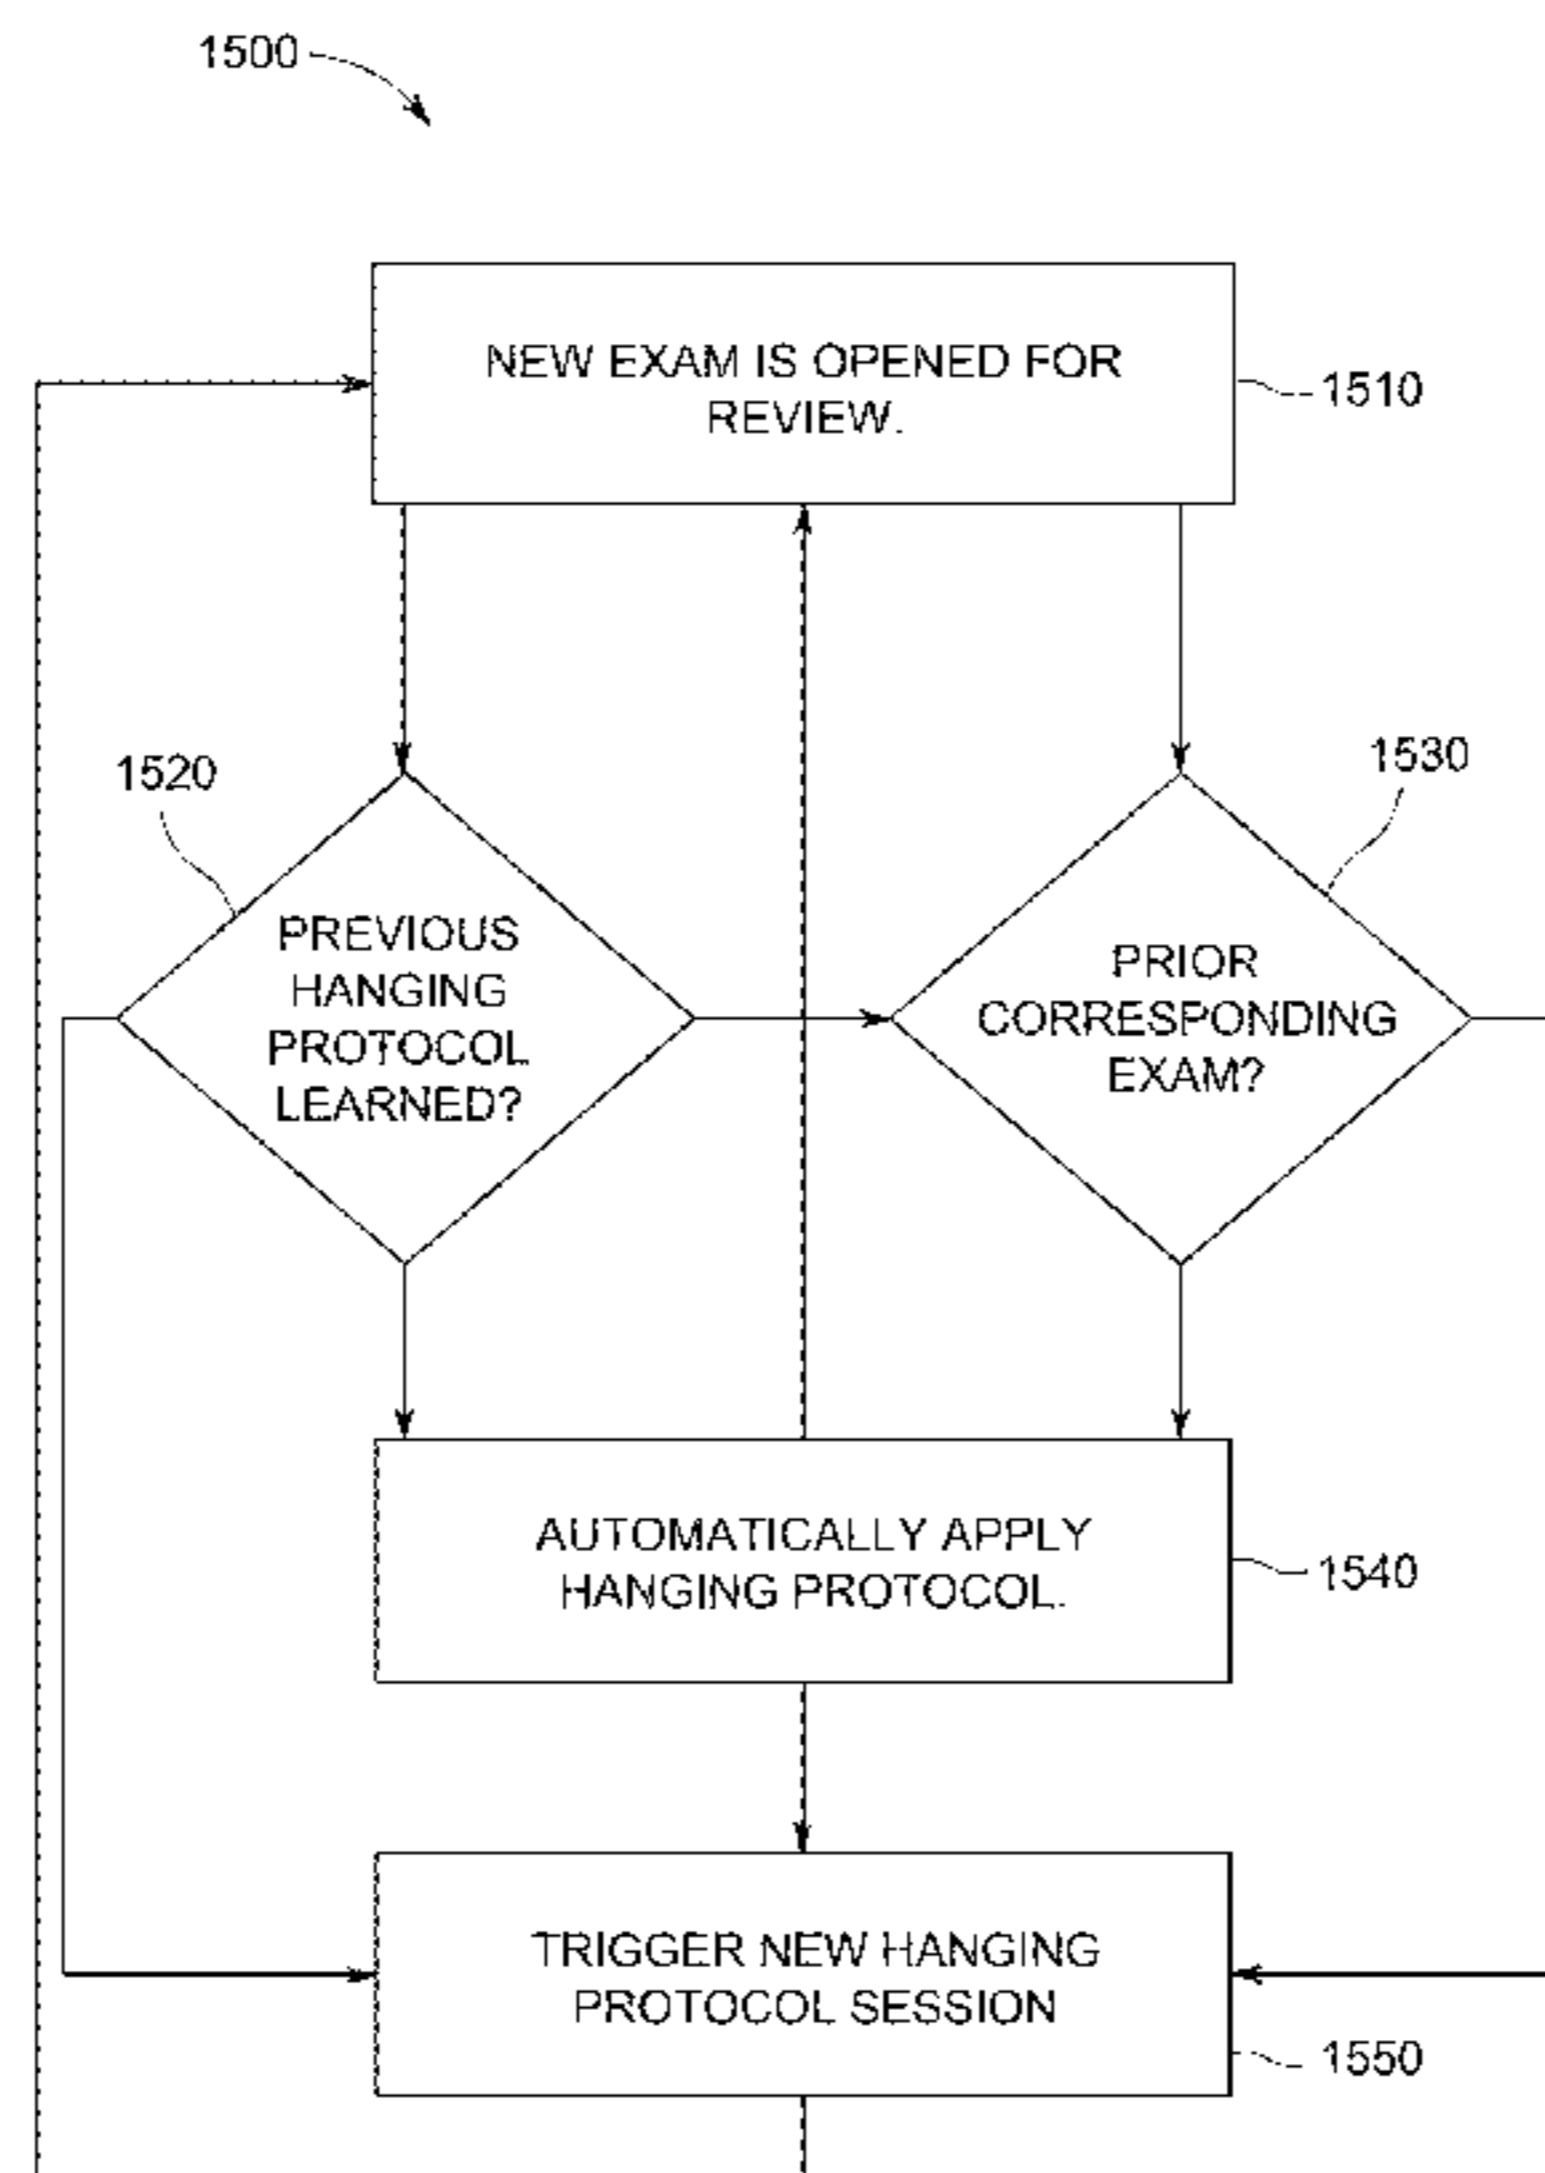 1500
NEW EXAM IS OPENED FOR
REVIEW.
1510
1520
PREVIOUS
HANGING
PROTOCOL
LEARNED?
1530
PRIOR
CORRESPONDING
EXAM?
AUTOMATICALLY APPLY
HANGING PROTOCOL.
1540
TRIGGER NEW HANGING
PROTOCOL SESSION
1550